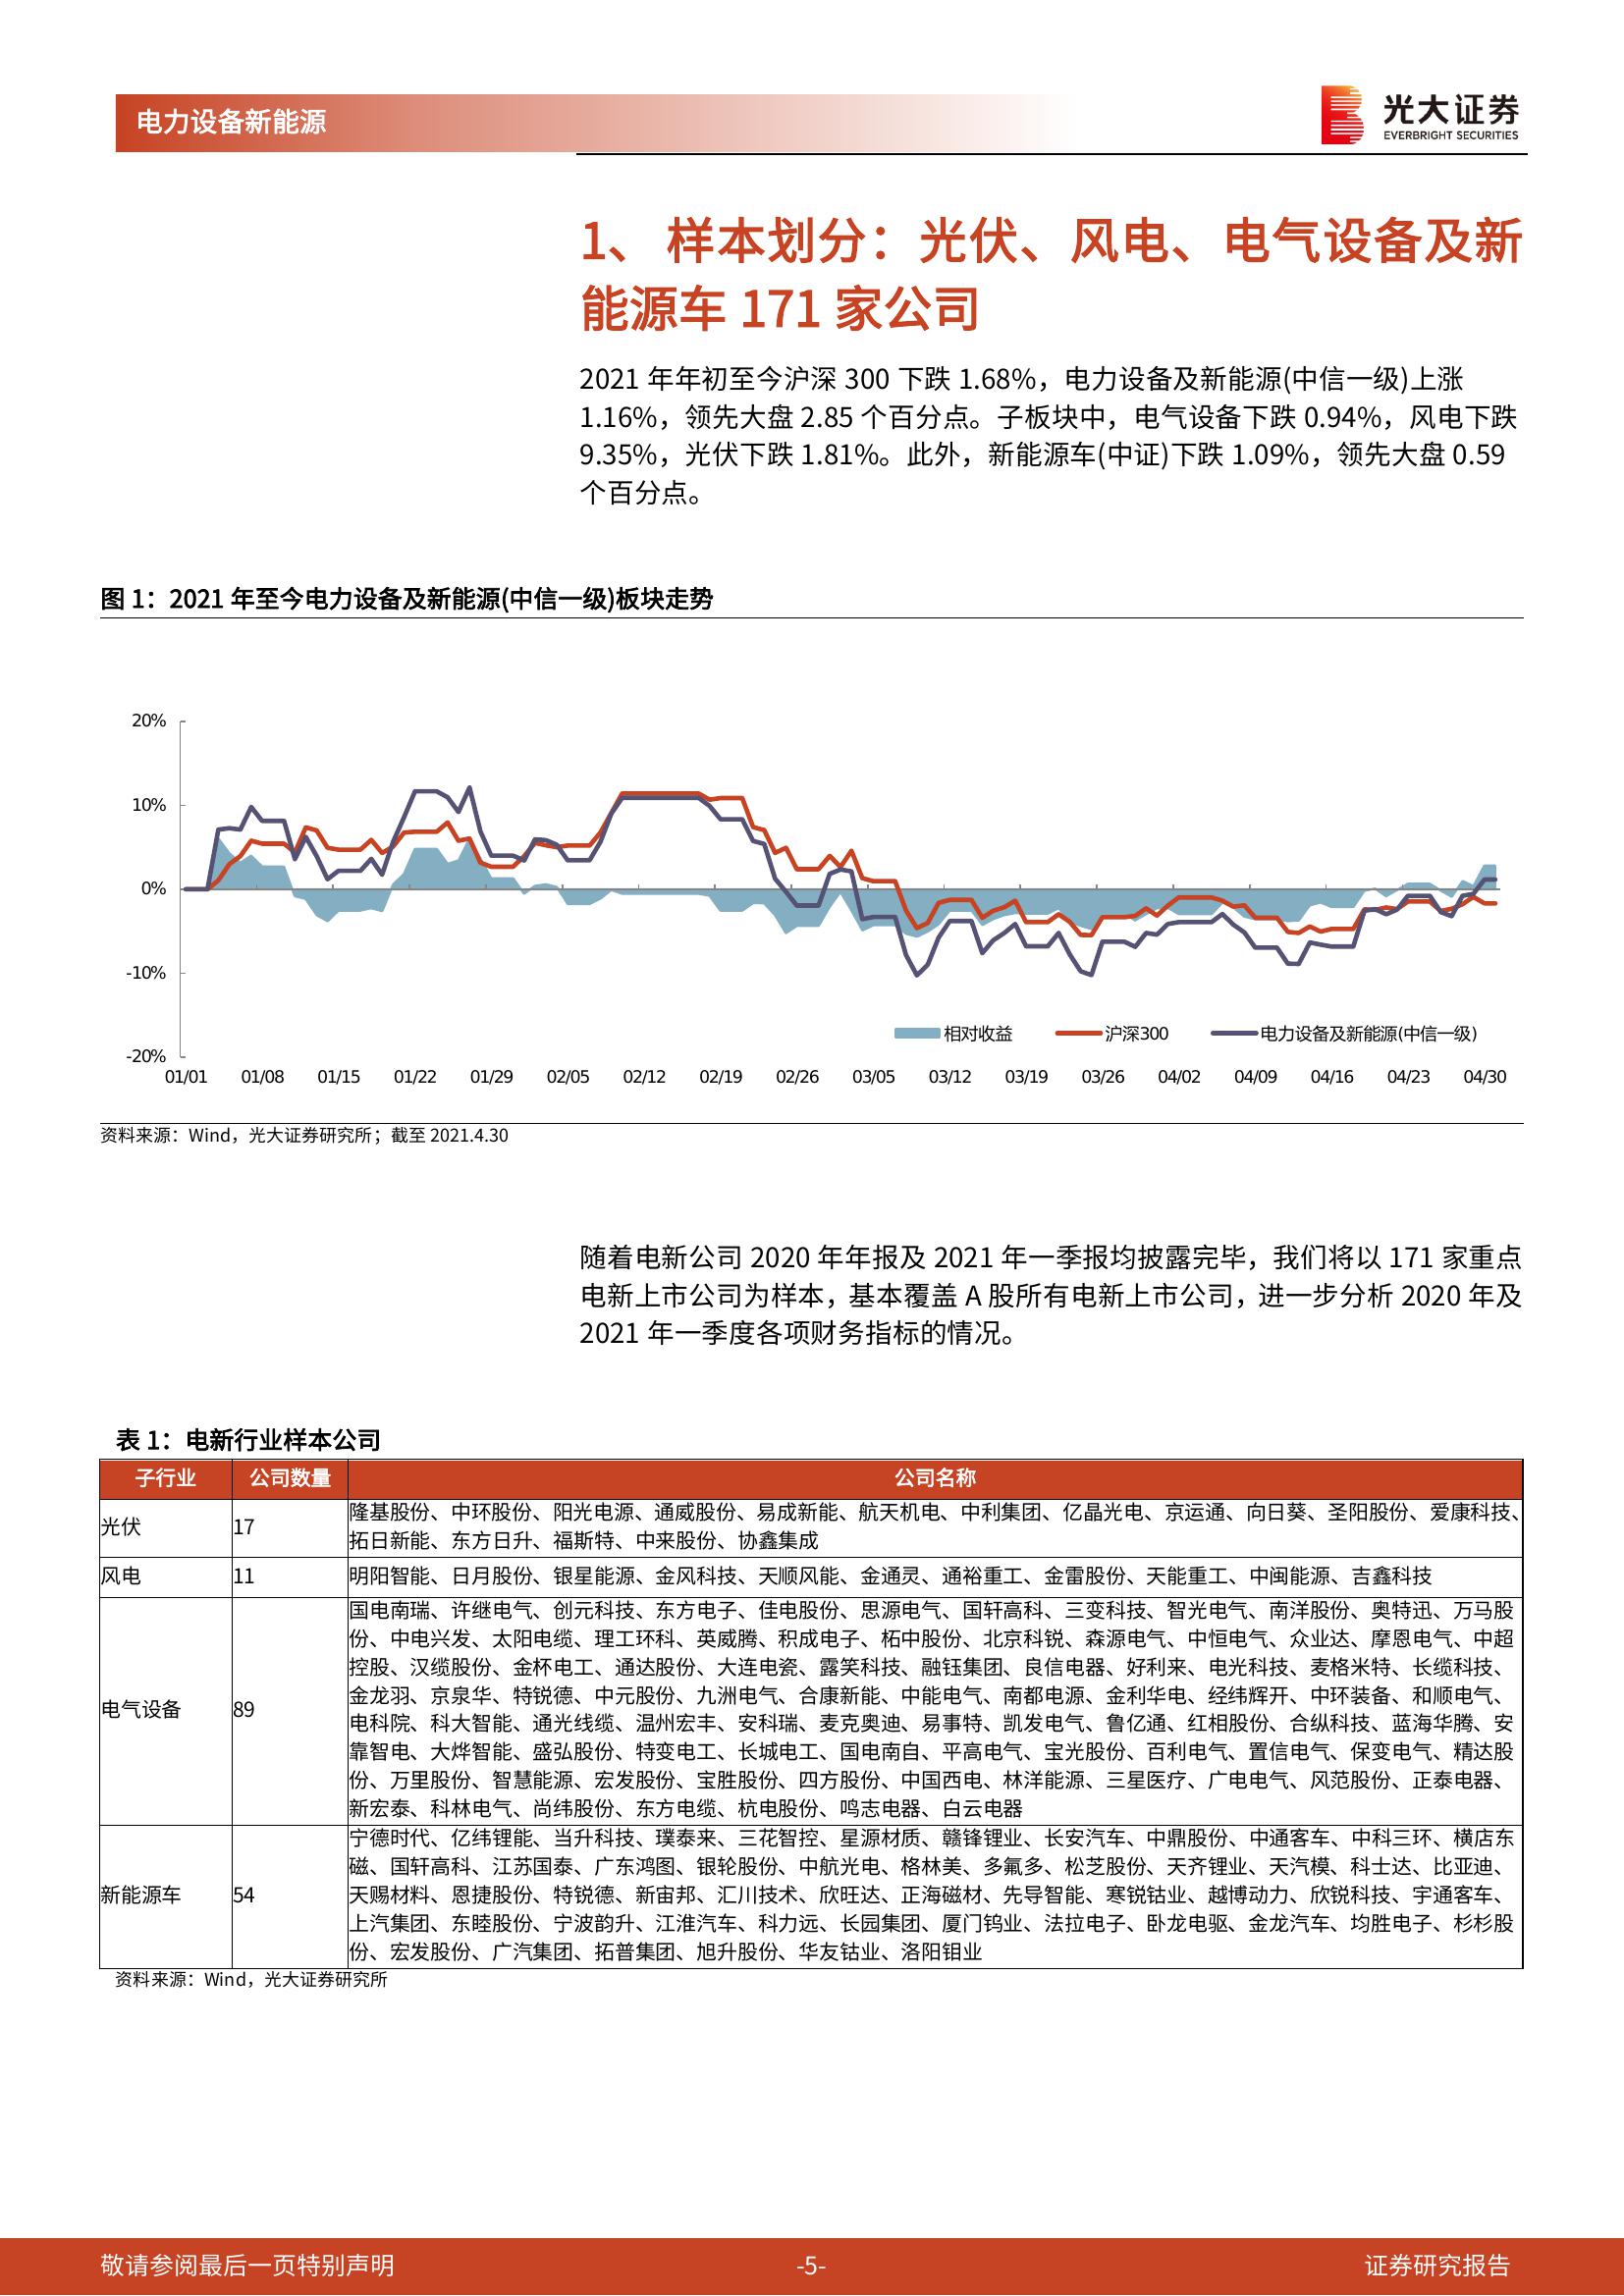 电力设备新能源
光大证券
EVERBRIGHT SECURITIES
1、 样本划分：光伏、风电、电气设备及新
能源车 171 家公司
2021 年年初至今沪深 300 下跌 1.68%，电力设备及新能源(中信一级)上涨
1.16%，领先大盘 2.85 个百分点。子板块中，电气设备下跌 0.94%，风电下跌
9.35%，光伏下跌 1.81%。此外，新能源车(中证)下跌 1.09%，领先大盘 0.59
个百分点。
图 1：2021 年至今电力设备及新能源(中信一级)板块走势
20%
10%
0%
-10%
-20%
相对收益 沪深300 电力设备及新能源(中信一级)
01/01 01/08 01/15 01/22 01/29 02/05 02/12 02/19 02/26 03/05 03/12 03/19 03/26 04/02 04/09 04/16 04/23 04/30
资料来源：Wind，光大证券研究所；截至 2021.4.30
随着电新公司 2020 年年报及 2021 年一季报均披露完毕，我们将以 171 家重点
电新上市公司为样本，基本覆盖 A 股所有电新上市公司，进一步分析 2020 年及
2021 年一季度各项财务指标的情况。
表 1：电新行业样本公司
子行业 公司数量 公司名称
光伏 17 隆基股份、中环股份、阳光电源、通威股份、易成新能、航天机电、中利集团、亿晶光电、京运通、向日葵、圣阳股份、爱康科技、
拓日新能、东方日升、福斯特、中来股份、协鑫集成
风电 11 明阳智能、日月股份、银星能源、金风科技、天顺风能、金通灵、通裕重工、金雷股份、天能重工、中闽能源、吉鑫科技
电气设备 89 国电南瑞、许继电气、创元科技、东方电子、佳电股份、思源电气、国轩高科、三变科技、智光电气、南洋股份、奥特迅、万马股
份、中电兴发、太阳电缆、理工环科、英威腾、积成电子、柘中股份、北京科锐、森源电气、中恒电气、众业达、摩恩电气、中超
控股、汉缆股份、金杯电工、通达股份、大连电瓷、露笑科技、融钰集团、良信电器、好利来、电光科技、麦格米特、长缆科技、
金龙羽、京泉华、特锐德、中元股份、九洲电气、合康新能、中能电气、南都电源、金利华电、经纬辉开、中环装备、和顺电气、
电科院、科大智能、通光线缆、温州宏丰、安科瑞、麦克奥迪、易事特、凯发电气、鲁亿通、红相股份、合纵科技、蓝海华腾、安
靠智电、大烨智能、盛弘股份、特变电工、长城电工、国电南自、平高电气、宝光股份、百利电气、置信电气、保变电气、精达股
份、万里股份、智慧能源、宏发股份、宝胜股份、四方股份、中国西电、林洋能源、三星医疗、广电电气、风范股份、正泰电器、
新宏泰、科林电气、尚纬股份、东方电缆、杭电股份、鸣志电器、白云电器
新能源车 54 宁德时代、亿纬锂能、当升科技、璞泰来、三花智控、星源材质、赣锋锂业、长安汽车、中鼎股份、中通客车、中科三环、横店东
磁、国轩高科、江苏国泰、广东鸿图、银轮股份、中航光电、格林美、多氟多、松芝股份、天齐锂业、天汽模、科士达、比亚迪、
天赐材料、恩捷股份、特锐德、新宙邦、汇川技术、欣旺达、正海磁材、先导智能、寒锐钴业、越博动力、欣锐科技、宇通客车、
上汽集团、东睦股份、宁波韵升、江淮汽车、科力远、长园集团、厦门钨业、法拉电子、卧龙电驱、金龙汽车、均胜电子、杉杉股
份、宏发股份、广汽集团、拓普集团、旭升股份、华友钴业、洛阳钼业
资料来源：Wind，光大证券研究所
敬请参阅最后一页特别声明 -5- 证券研究报告